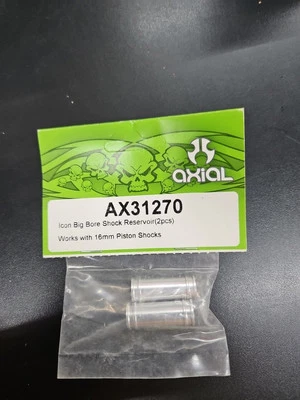 AXIAL
AX31270
Icon Big Bore Shock Reservoir(2pcs)
Works with 16mm Piston Shocks